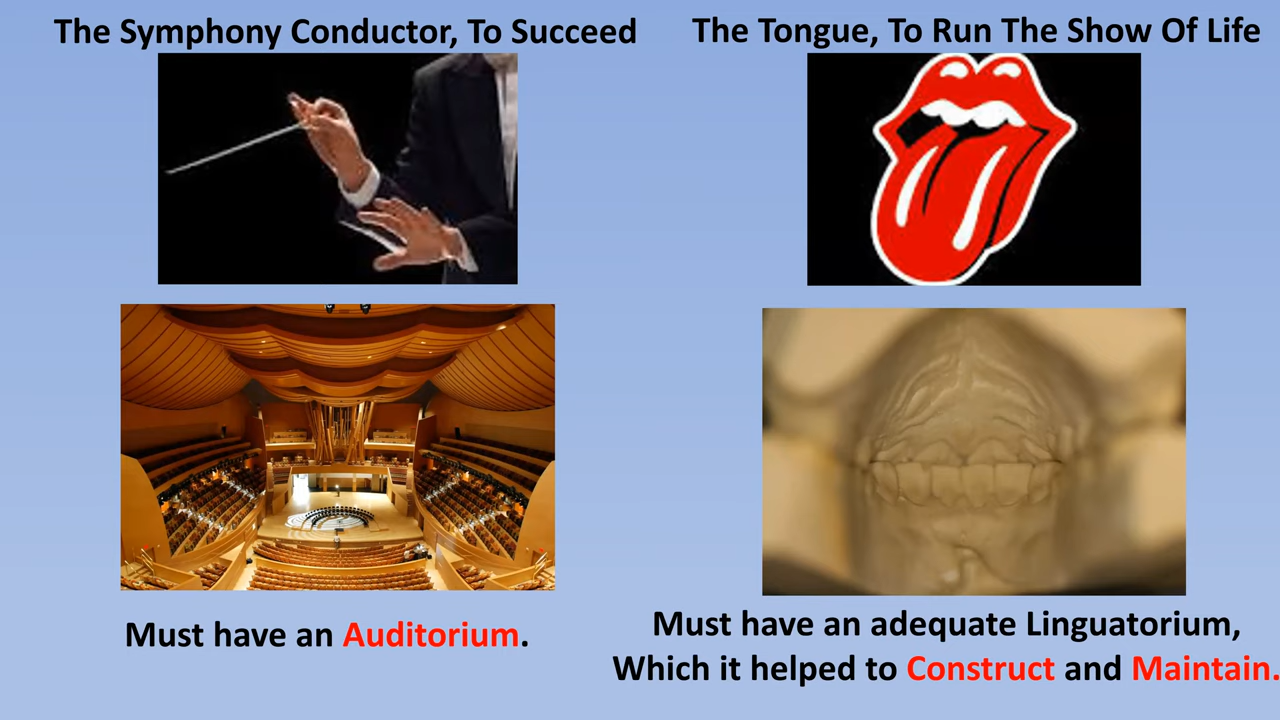 The Symphony Conductor, To Succeed
Must have an Auditorium.
The Tongue, To Run The Show Of Life
Must have an adequate Linguatorium,
Which it helped to Construct and Maintain.